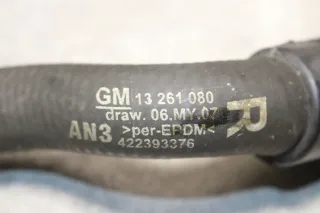 GM 13 261 080
draw. 06.MY.07
AN3 >per-EPDM<
422393376
R